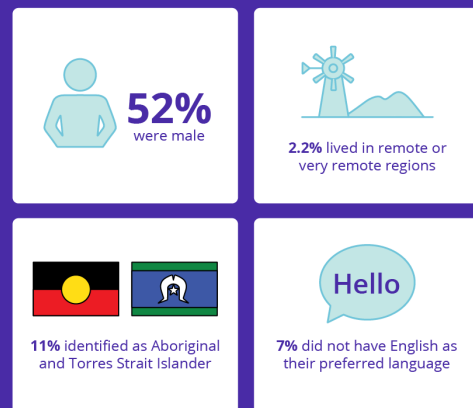 52%
were male
2.2% lived in remote or
very remote regions
11% identified as Aboriginal
and Torres Strait Islander
Hello
7% did not have English as
their preferred language